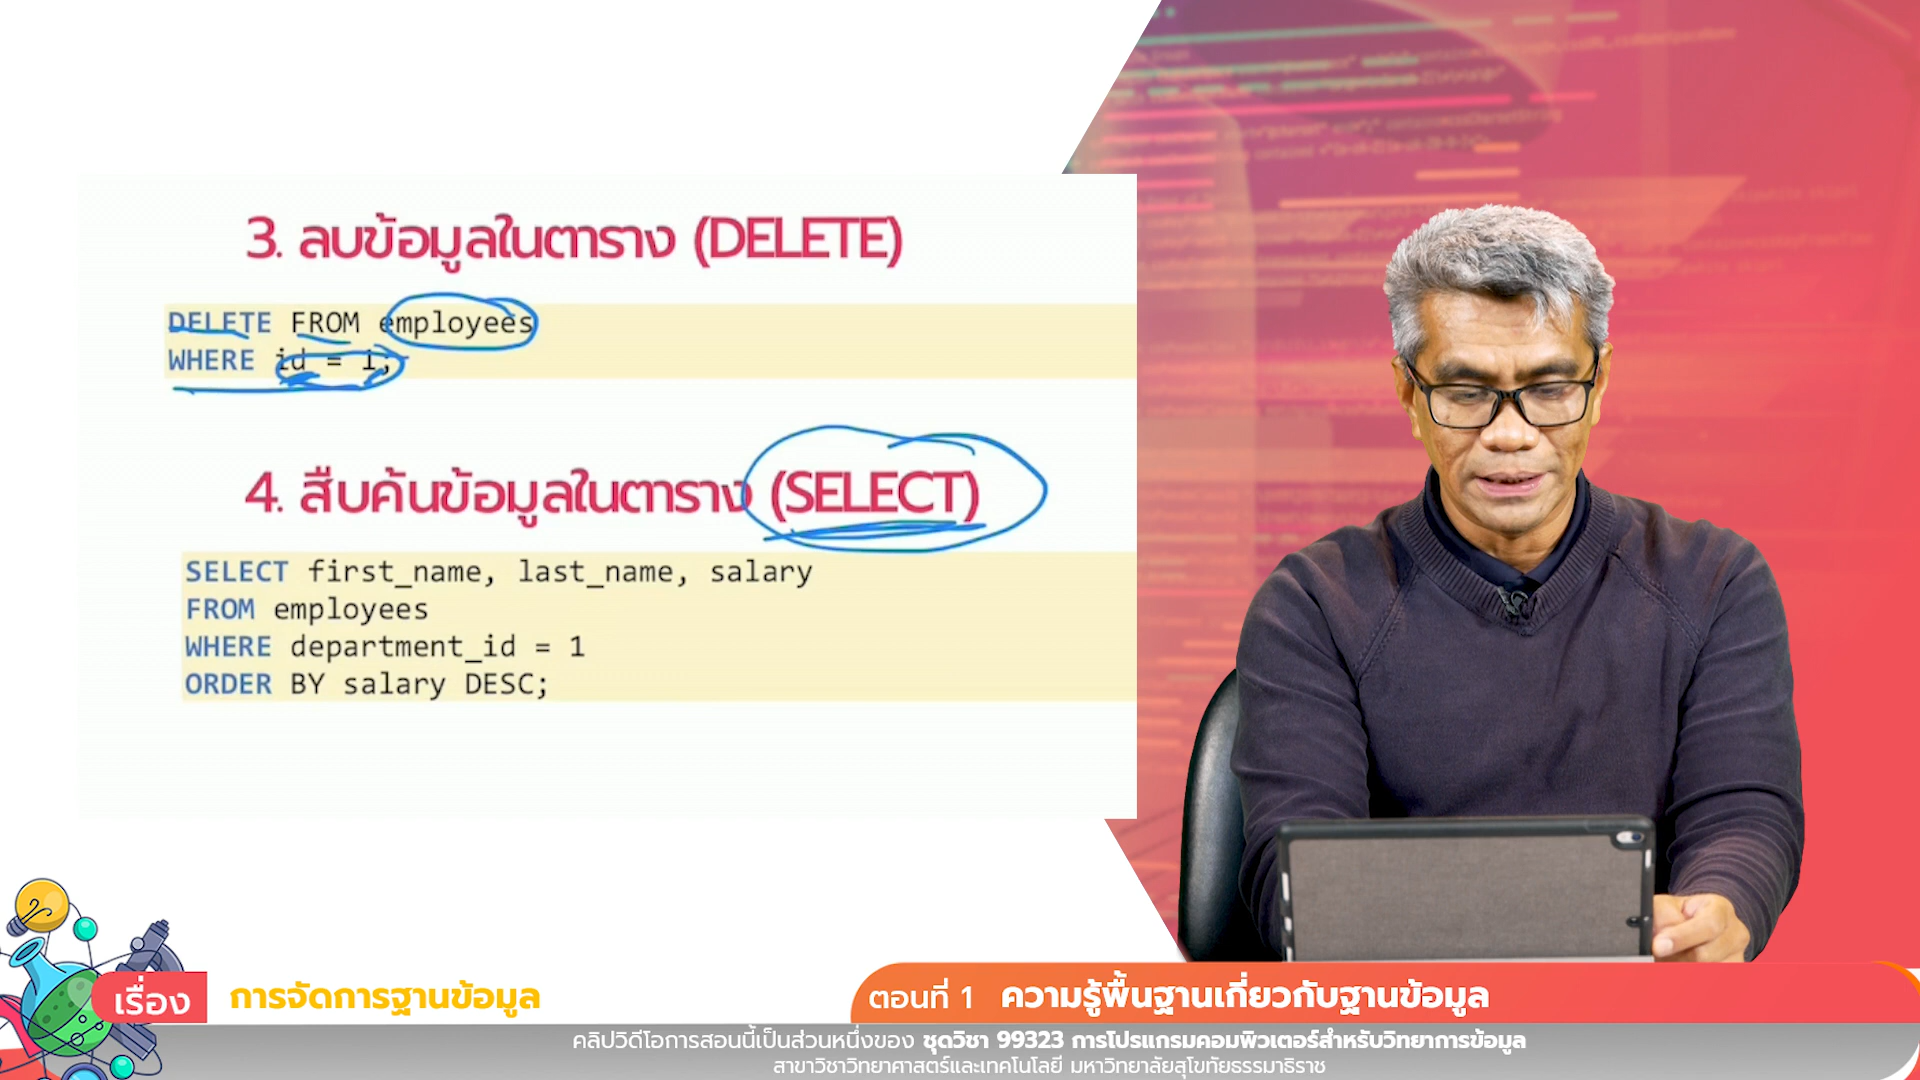 3. ลบข้อมูลในตาราง (DELETE)
DELETE FROM employees
WHERE id = 1;
4. สืบค้นข้อมูลในตาราง (SELECT)
SELECT first_name, last_name, salary
FROM employees
WHERE department_id = 1
ORDER BY salary DESC;
เรื่อง การจัดการฐานข้อมูล
ตอนที่ 1 ความรู้พื้นฐานเกี่ยวกับฐานข้อมูล
คลิปวิดีโอการสอนนี้เป็นส่วนหนึ่งของ ชุดวิชา 99323 การโปรแกรมคอมพิวเตอร์สำหรับวิทยาการข้อมูล
สาขาวิชาวิทยาศาสตร์และเทคโนโลยี มหาวิทยาลัยสุโขทัยธรรมาธิราช